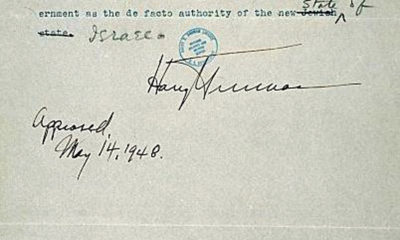 State of
ernment as the de facto authority of the new Jewish
state. Israel.
Harry Truman
Approved,
May 14, 1948.